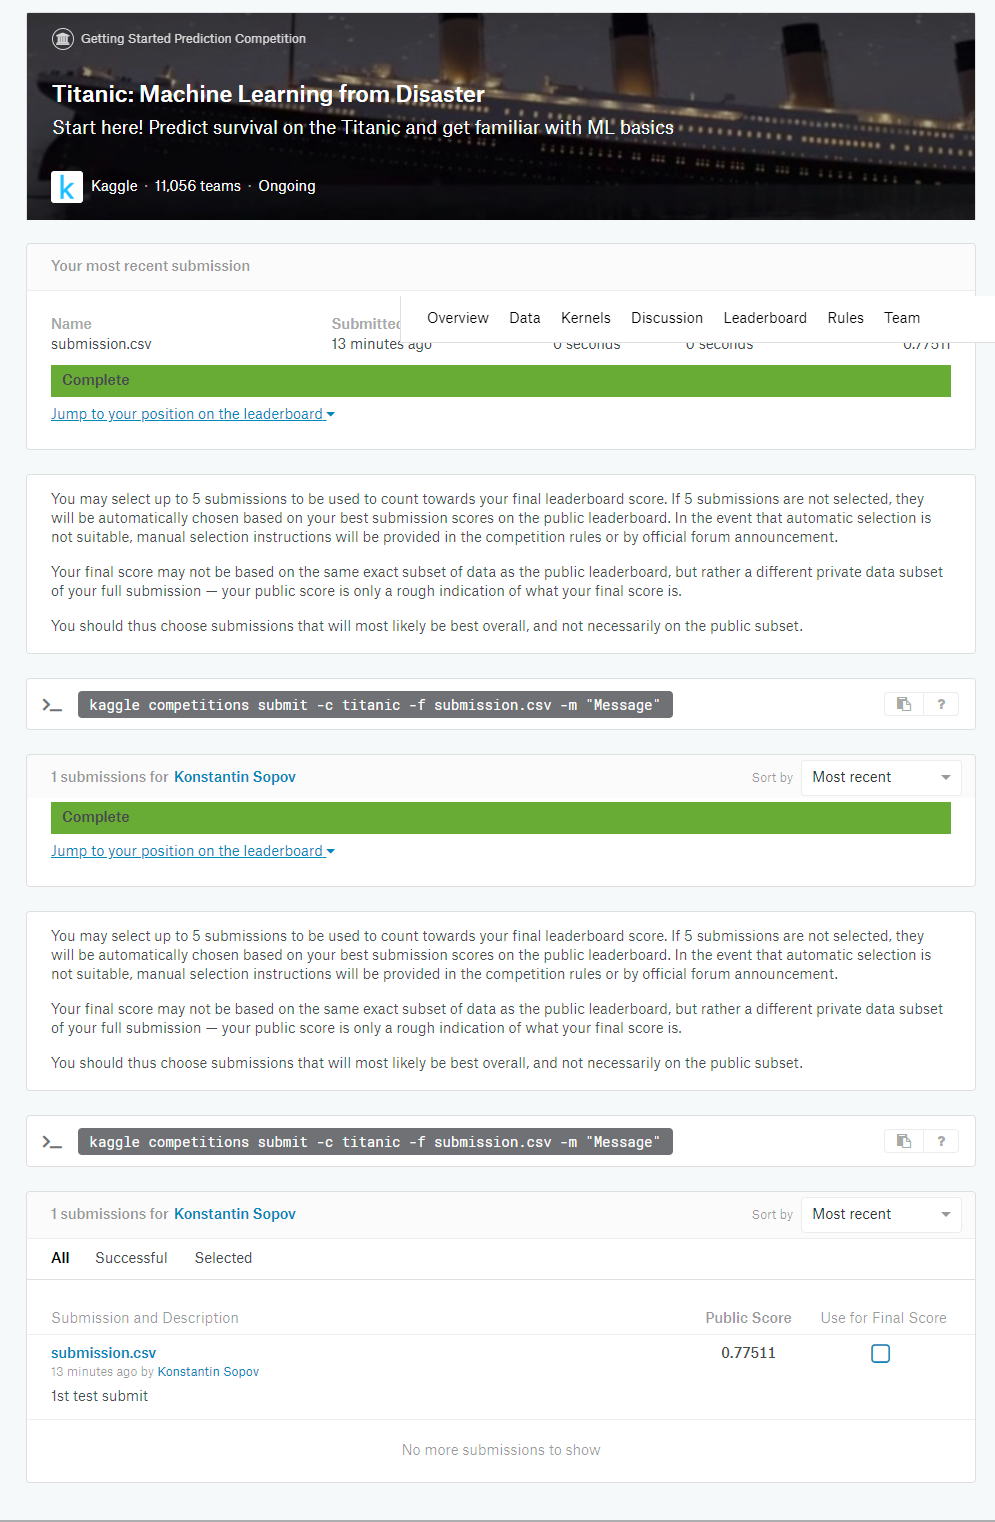 Getting Started Prediction Competition
Titanic: Machine Learning from Disaster
Start here! Predict survival on the Titanic and get familiar with ML basics
k Kaggle · 11,056 teams · Ongoing
Your most recent submission
Overview Data Kernels Discussion Leaderboard Rules Team
Name Submitted
submission.csv 13 minutes ago 0 seconds 0 seconds 0.77511
Complete
Jump to your position on the leaderboard
You may select up to 5 submissions to be used to count towards your final leaderboard score. If 5 submissions are not selected, they
will be automatically chosen based on your best submission scores on the public leaderboard. In the event that automatic selection is
not suitable, manual selection instructions will be provided in the competition rules or by official forum announcement.
Your final score may not be based on the same exact subset of data as the public leaderboard, but rather a different private data subset
of your full submission — your public score is only a rough indication of what your final score is.
You should thus choose submissions that will most likely be best overall, and not necessarily on the public subset.
>_ kaggle competitions submit -c titanic -f submission.csv -m "Message" ?
1 submissions for Konstantin Sopov Sort by Most recent
Complete
Jump to your position on the leaderboard
You may select up to 5 submissions to be used to count towards your final leaderboard score. If 5 submissions are not selected, they
will be automatically chosen based on your best submission scores on the public leaderboard. In the event that automatic selection is
not suitable, manual selection instructions will be provided in the competition rules or by official forum announcement.
Your final score may not be based on the same exact subset of data as the public leaderboard, but rather a different private data subset
of your full submission — your public score is only a rough indication of what your final score is.
You should thus choose submissions that will most likely be best overall, and not necessarily on the public subset.
>_ kaggle competitions submit -c titanic -f submission.csv -m "Message" ?
1 submissions for Konstantin Sopov Sort by Most recent
All Successful Selected
Submission and Description Public Score Use for Final Score
submission.csv 0.77511
13 minutes ago by Konstantin Sopov
1st test submit
No more submissions to show